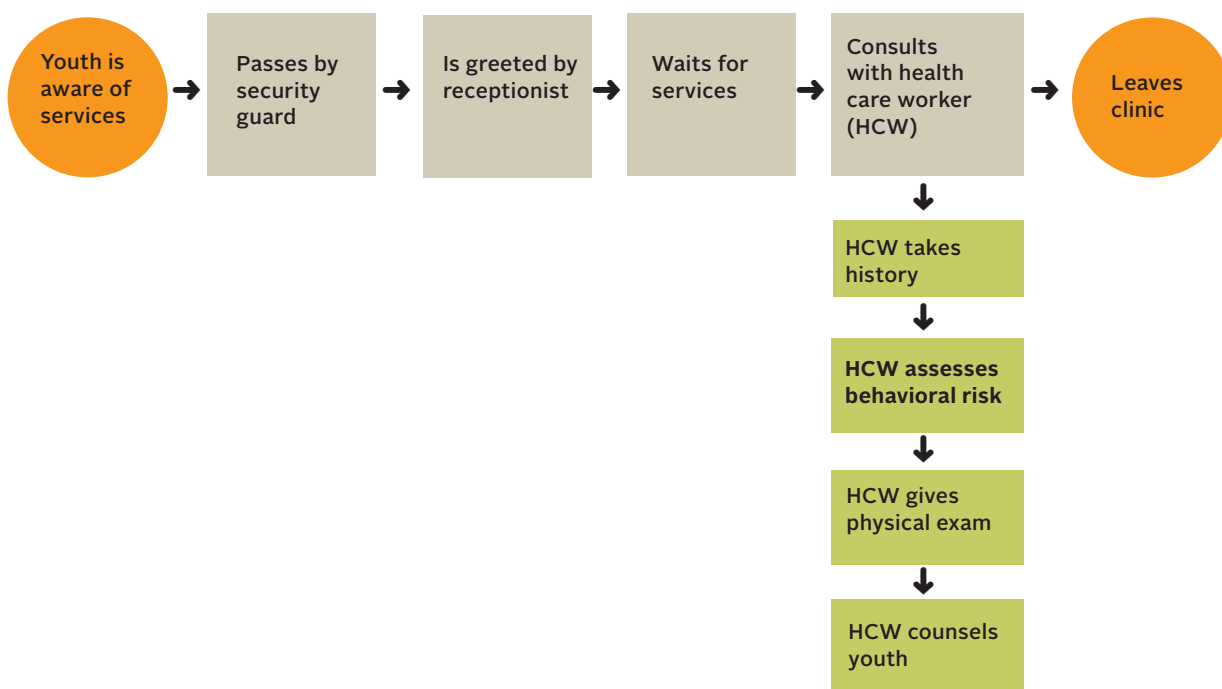 Youth is
aware of
services
Passes by
security
guard
Is greeted by
receptionist
Waits for
services
Consults
with health
care worker
(HCW)
Leaves
clinic
HCW takes
history
HCW assesses
behavioral risk
HCW gives
physical exam
HCW counsels
youth